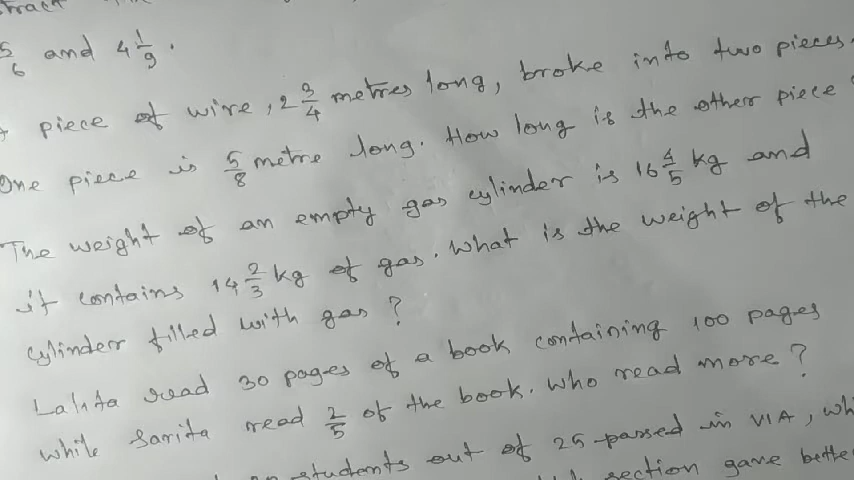 5/6 and 4 1/9.
piece of wire, 2 3/4 metres long, broke into two pieces.
One piece is 5/8 metre long. How long is the other piece
The weight of an empty gas cylinder is 16 4/5 kg and
it contains 14 2/3 kg of gas. What is the weight of the
cylinder filled with gas?
Lalita read 30 pages of a book containing 100 pages
while Sarita read 2/5 of the book. Who read more?
students out of 25 passed in VI A,
section gave